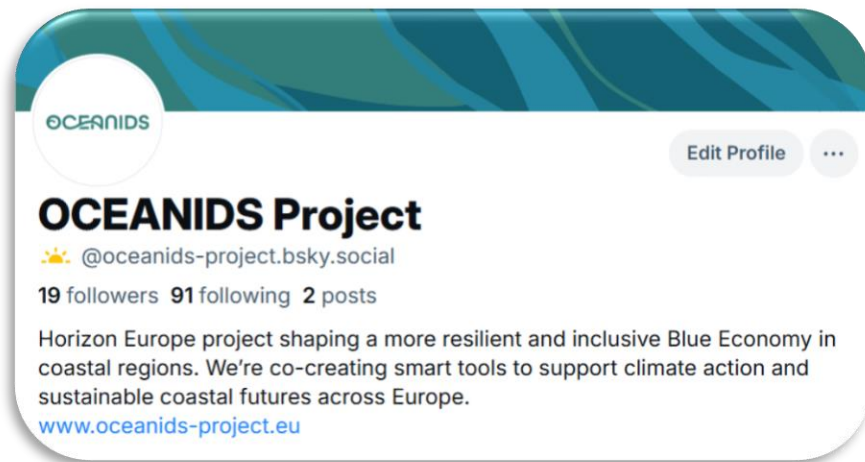 OCEANIDS
Edit Profile ...
OCEANIDS Project
@oceanids-project.bsky.social
19 followers 91 following 2 posts
Horizon Europe project shaping a more resilient and inclusive Blue Economy in
coastal regions. We’re co-creating smart tools to support climate action and
sustainable coastal futures across Europe.
www.oceanids-project.eu